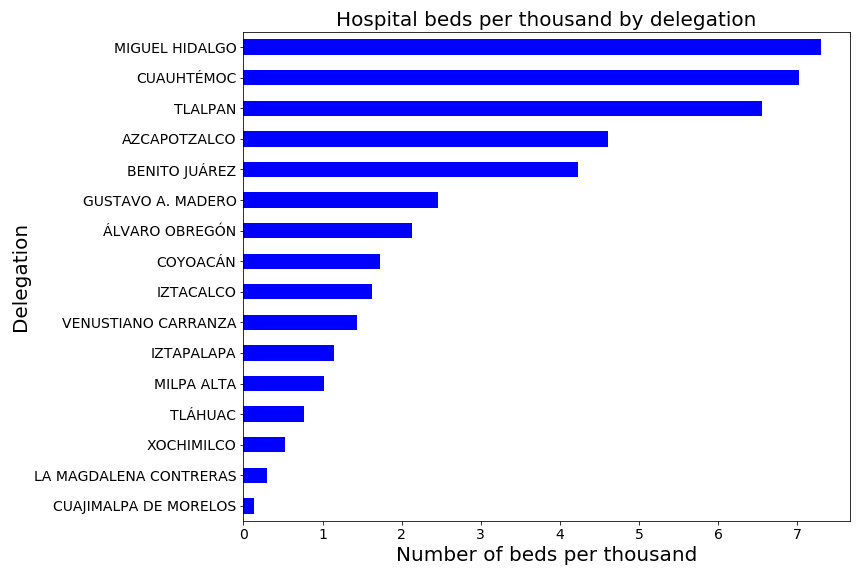 Hospital beds per thousand by delegation
Delegation
MIGUEL HIDALGO
CUAUHTÉMOC
TLALPAN
AZCAPOTZALCO
BENITO JUÁREZ
GUSTAVO A. MADERO
ÁLVARO OBREGÓN
COYOACÁN
IZTACALCO
VENUSTIANO CARRANZA
IZTAPALAPA
MILPA ALTA
TLÁHUAC
XOCHIMILCO
LA MAGDALENA CONTRERAS
CUAJIMALPA DE MORELOS
0 1 2 3 4 5 6 7
Number of beds per thousand